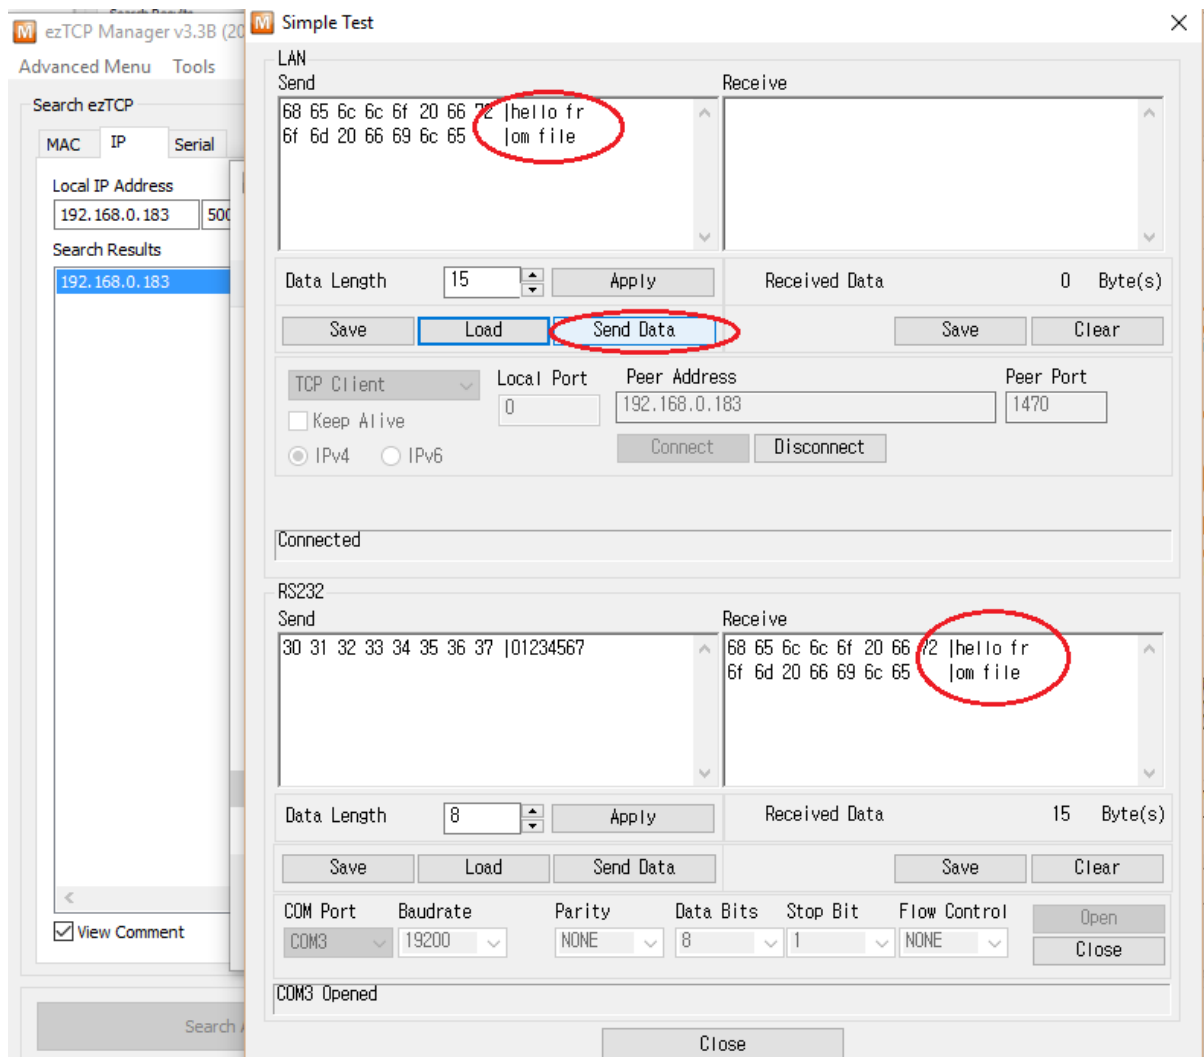 Search Results
ezTCP Manager v3.3B (20
Advanced Menu Tools
Search ezTCP
MAC IP Serial
Local IP Address
192.168.0.183 500
Search Results
192.168.0.183
View Comment
Search A
Simple Test
LAN
Send Receive
68 65 6c 6c 6f 20 66 72 |hello fr
6f 6d 20 66 69 6c 65 |om file
Data Length 15 Apply Received Data 0 Byte(s)
Save Load Send Data Save Clear
TCP Client Local Port Peer Address Peer Port
0 192.168.0.183 1470
Keep Alive
IPv4 IPv6 Connect Disconnect
Connected
RS232
Send Receive
30 31 32 33 34 35 36 37 |01234567 68 65 6c 6c 6f 20 66 72 |hello fr
6f 6d 20 66 69 6c 65 |om file
Data Length 8 Apply Received Data 15 Byte(s)
Save Load Send Data Save Clear
COM Port Baudrate Parity Data Bits Stop Bit Flow Control Open
COM3 19200 NONE 8 1 NONE Close
COM3 Opened
Close